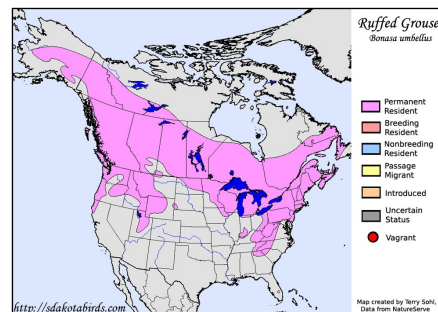 Ruffed Grouse
Bonasa umbellus
Permanent
Resident
Breeding
Resident
Nonbreeding
Resident
Passage
Migrant
Introduced
Uncertain
Status
Vagrant
http://sdakotabirds.com
Map created by Terry Sohl,
Data from NatureServe